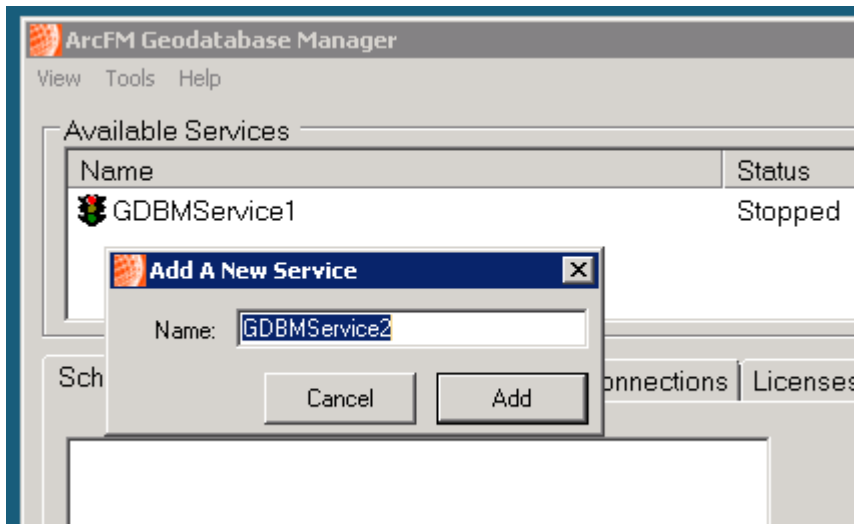 ArcFM Geodatabase Manager
View Tools Help
Available Services
Name Status
GDBMService1 Stopped
Add A New Service
Name: GDBMService2
Cancel Add
Sch onnections Licenses